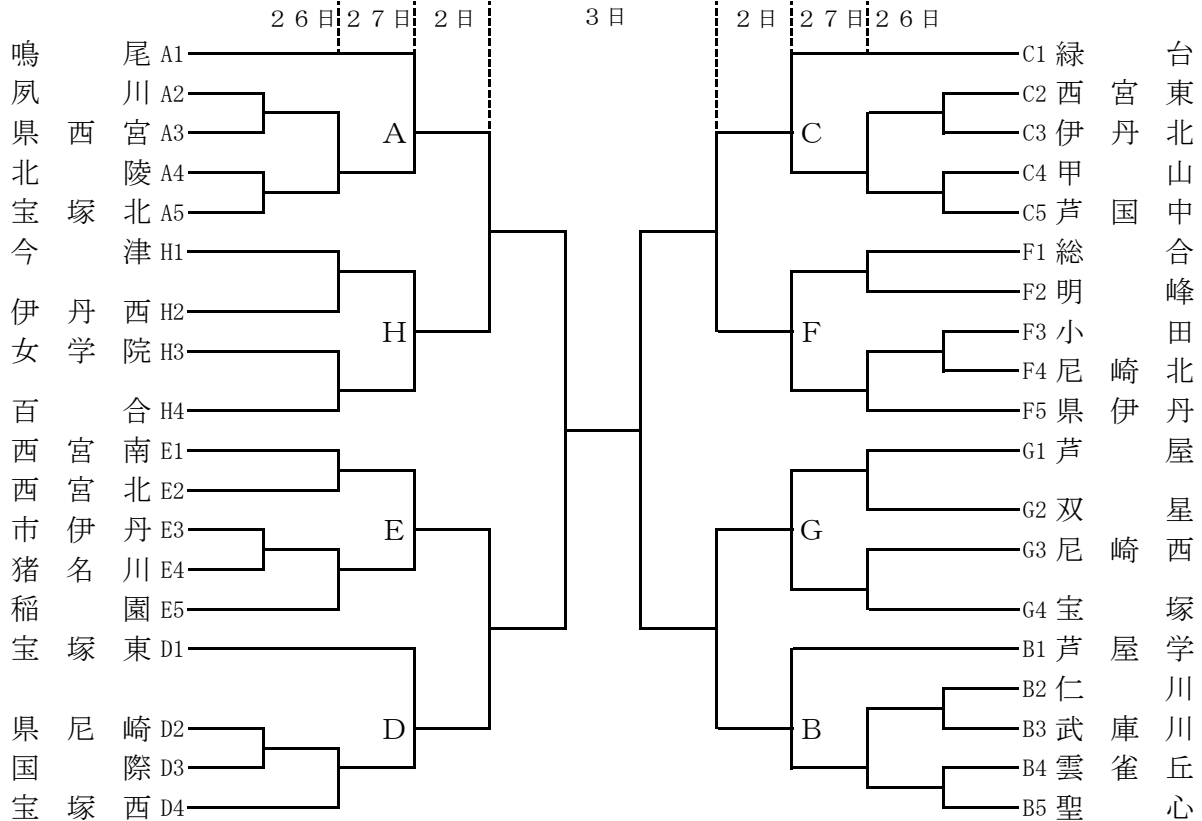 26日 27日 2日 3日 2日 27日 26日
鳴尾 A1
夙川 A2
県西宮 A3
北陵 A4
宝塚北 A5
A
今津 H1
伊丹西 H2
女学院 H3
百合 H4
H
西宮南 E1
西宮北 E2
市伊丹 E3
猪名川 E4
稲園 E5
E
宝塚東 D1
県尼崎 D2
国際 D3
宝塚西 D4
D
C1 緑台
C2 西宮東
C3 伊丹北
C4 甲山
C5 芦国中
C
F1 総合
F2 明峰
F3 小田
F4 尼崎北
F5 県伊丹
F
G1 芦屋
G2 双星
G3 尼崎西
G4 宝塚
G
B1 芦屋学
B2 仁川
B3 武庫川
B4 雲雀丘
B5 聖心
B